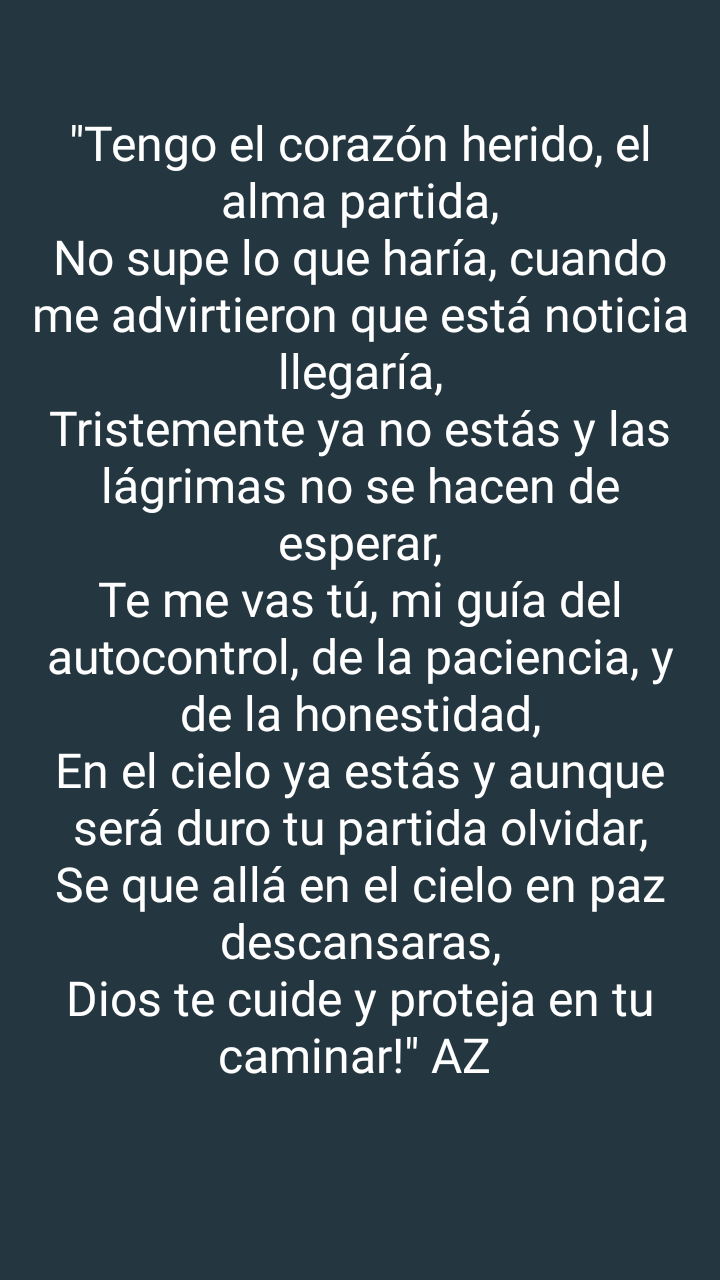 "Tengo el corazón herido, el
alma partida,
No supe lo que haría, cuando
me advirtieron que está noticia
llegaría,
Tristemente ya no estás y las
lágrimas no se hacen de
esperar,
Te me vas tú, mi guía del
autocontrol, de la paciencia, y
de la honestidad,
En el cielo ya estás y aunque
será duro tu partida olvidar,
Se que allá en el cielo en paz
descansaras,
Dios te cuide y proteja en tu
caminar!" AZ